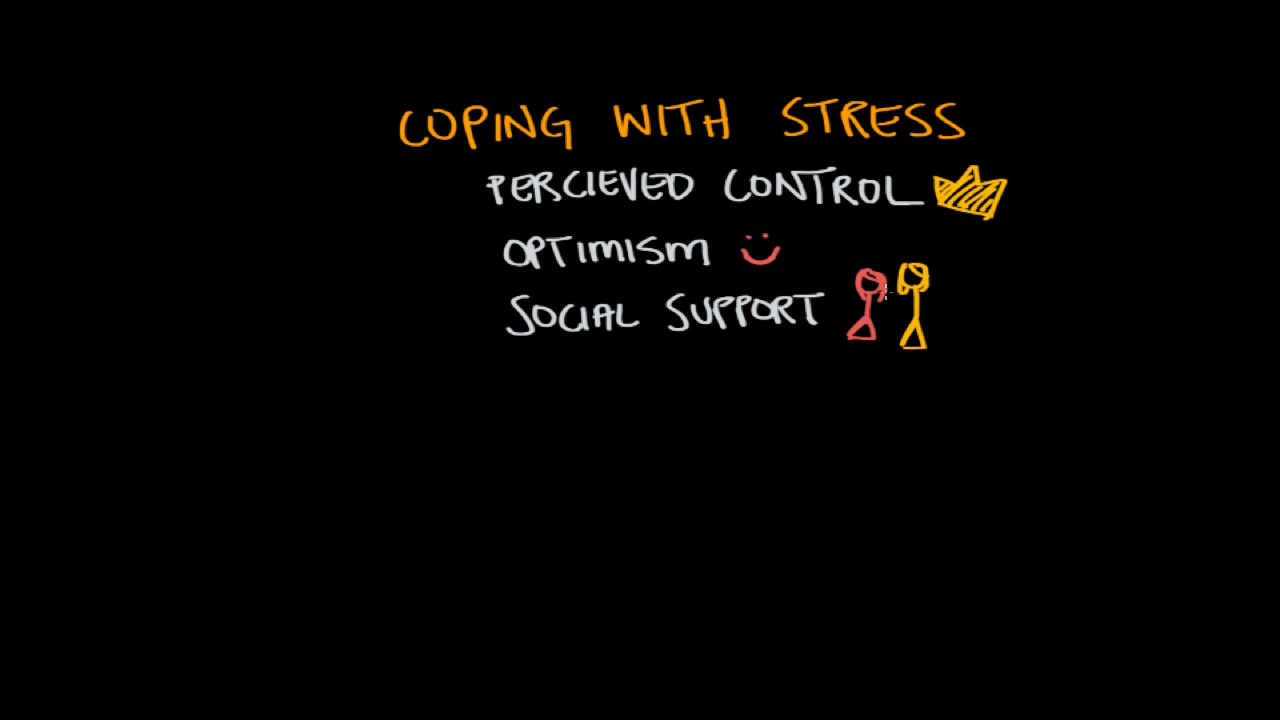 COPING WITH STRESS
PERCIEVED CONTROL
OPTIMISM
SOCIAL SUPPORT